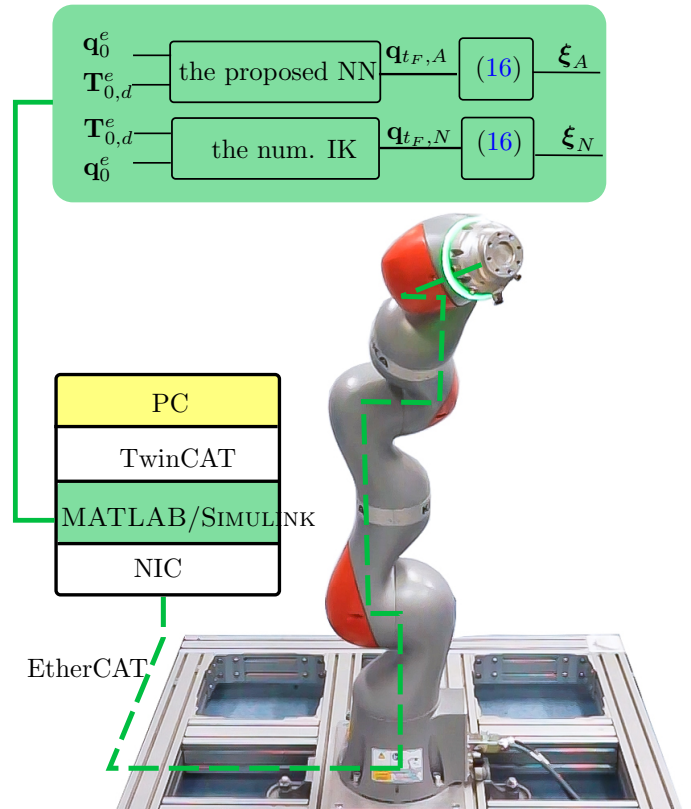 q_0^e
T_{0,d}^e
the proposed NN
q_{t_F,A}
(16)
ξ_A
T_{0,d}^e
q_0^e
the num. IK
q_{t_F,N}
(16)
ξ_N
PC
TwinCAT
MATLAB/SIMULINK
NIC
EtherCAT